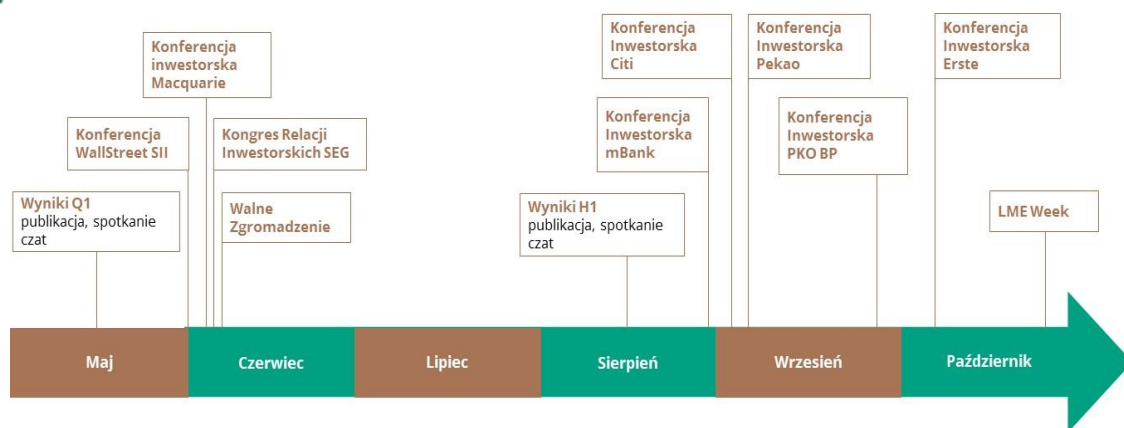 Konferencja
inwestorska
Macquarie
Konferencja
WallStreet SII
Kongres Relacji
Inwestorskich SEG
Wyniki Q1
publikacja, spotkanie
czat
Walne
Zgromadzenie
Konferencja
Inwestorska
Citi
Konferencja
Inwestorska
Pekao
Konferencja
Inwestorska
Erste
Konferencja
Inwestorska
mBank
Konferencja
Inwestorska
PKO BP
Wyniki H1
publikacja, spotkanie
czat
LME Week
Maj
Czerwiec
Lipiec
Sierpień
Wrzesień
Październik